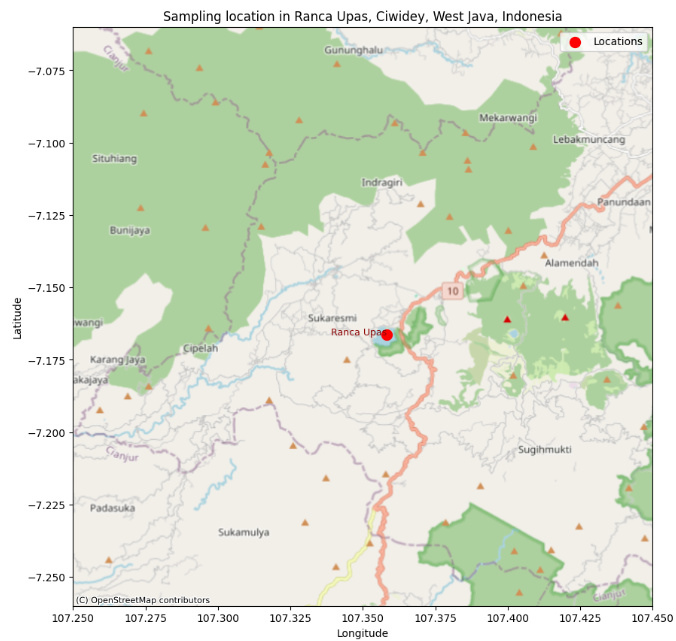 Sampling location in Ranca Upas, Ciwidey, West Java, Indonesia
Locations
Cianjur
Gununghalu
Mekarwangi
Lebakmuncang
Situhiang
Indragiri
Panundaan
Bunijaya
Alamendah
10
wangi
Sukaresmi
Ranca Upas
Cipelah
Karang Jaya
akajaya
Cianjur
Sugihmukti
Padasuka
Sukamulya
Cianjur
(C) OpenStreetMap contributors
−7.075
−7.100
−7.125
−7.150
−7.175
−7.200
−7.225
−7.250
Latitude
107.250 107.275 107.300 107.325 107.350 107.375 107.400 107.425 107.450
Longitude